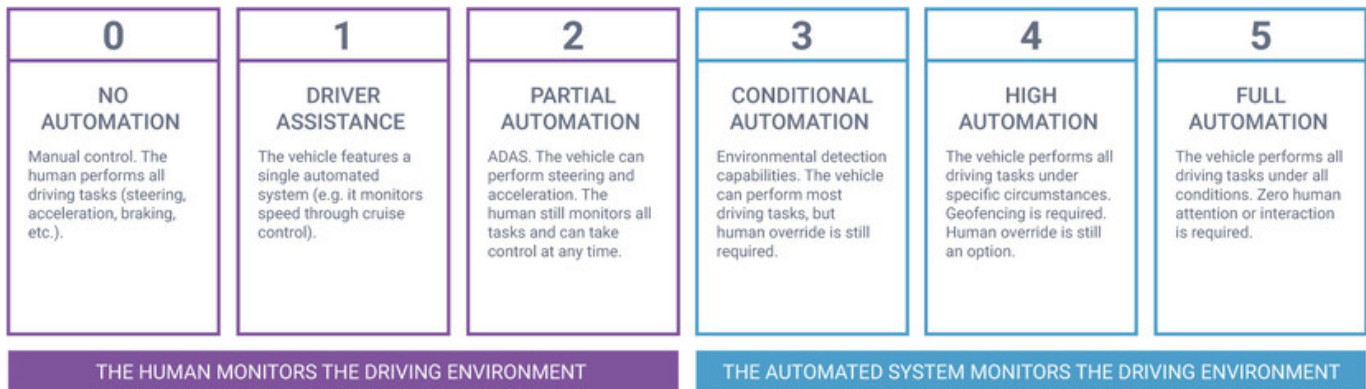 0
NO
AUTOMATION
Manual control. The
human performs all
driving tasks (steering,
acceleration, braking,
etc.).
1
DRIVER
ASSISTANCE
The vehicle features a
single automated
system (e.g. it monitors
speed through cruise
control).
2
PARTIAL
AUTOMATION
ADAS. The vehicle can
perform steering and
acceleration. The
human still monitors all
tasks and can take
control at any time.
3
CONDITIONAL
AUTOMATION
Environmental detection
capabilities. The vehicle
can perform most
driving tasks, but
human override is still
required.
4
HIGH
AUTOMATION
The vehicle performs all
driving tasks under
specific circumstances.
Geofencing is required.
Human override is still
an option.
5
FULL
AUTOMATION
The vehicle performs all
driving tasks under all
conditions. Zero human
attention or interaction
is required.
THE HUMAN MONITORS THE DRIVING ENVIRONMENT
THE AUTOMATED SYSTEM MONITORS THE DRIVING ENVIRONMENT